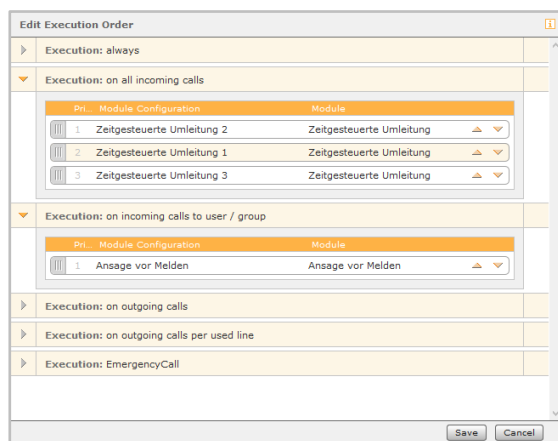 Edit Execution Order
Execution: always
Execution: on all incoming calls
Pri... Module Configuration Module
1 Zeitgesteuerte Umleitung 2 Zeitgesteuerte Umleitung
2 Zeitgesteuerte Umleitung 1 Zeitgesteuerte Umleitung
3 Zeitgesteuerte Umleitung 3 Zeitgesteuerte Umleitung
Execution: on incoming calls to user / group
Pri... Module Configuration Module
1 Ansage vor Melden Ansage vor Melden
Execution: on outgoing calls
Execution: on outgoing calls per used line
Execution: EmergencyCall
Save Cancel